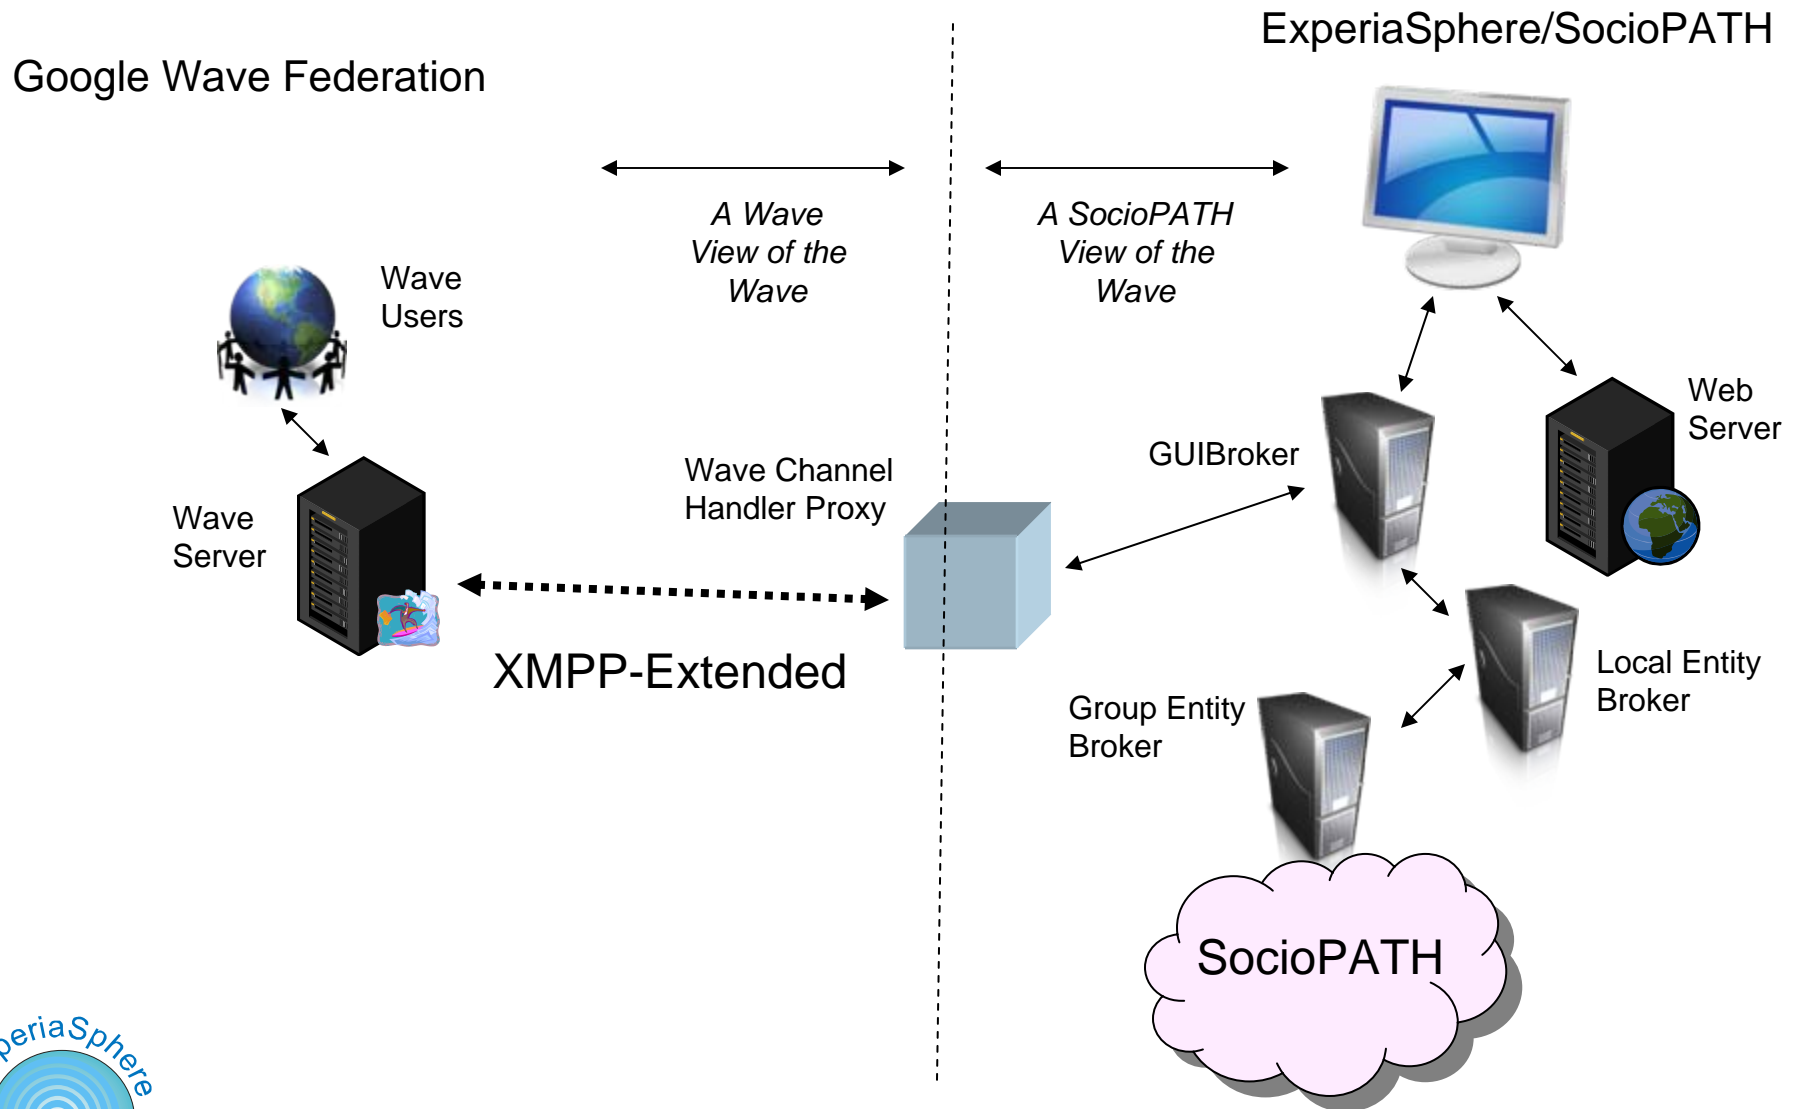 ExperiaSphere/SocioPATH
Google Wave Federation
A Wave
View of the
Wave
A SocioPATH
View of the
Wave
Wave
Users
Web
Server
GUIBroker
Wave Channel
Handler Proxy
Wave
Server
XMPP-Extended
Local Entity
Broker
Group Entity
Broker
SocioPATH
periaSphere